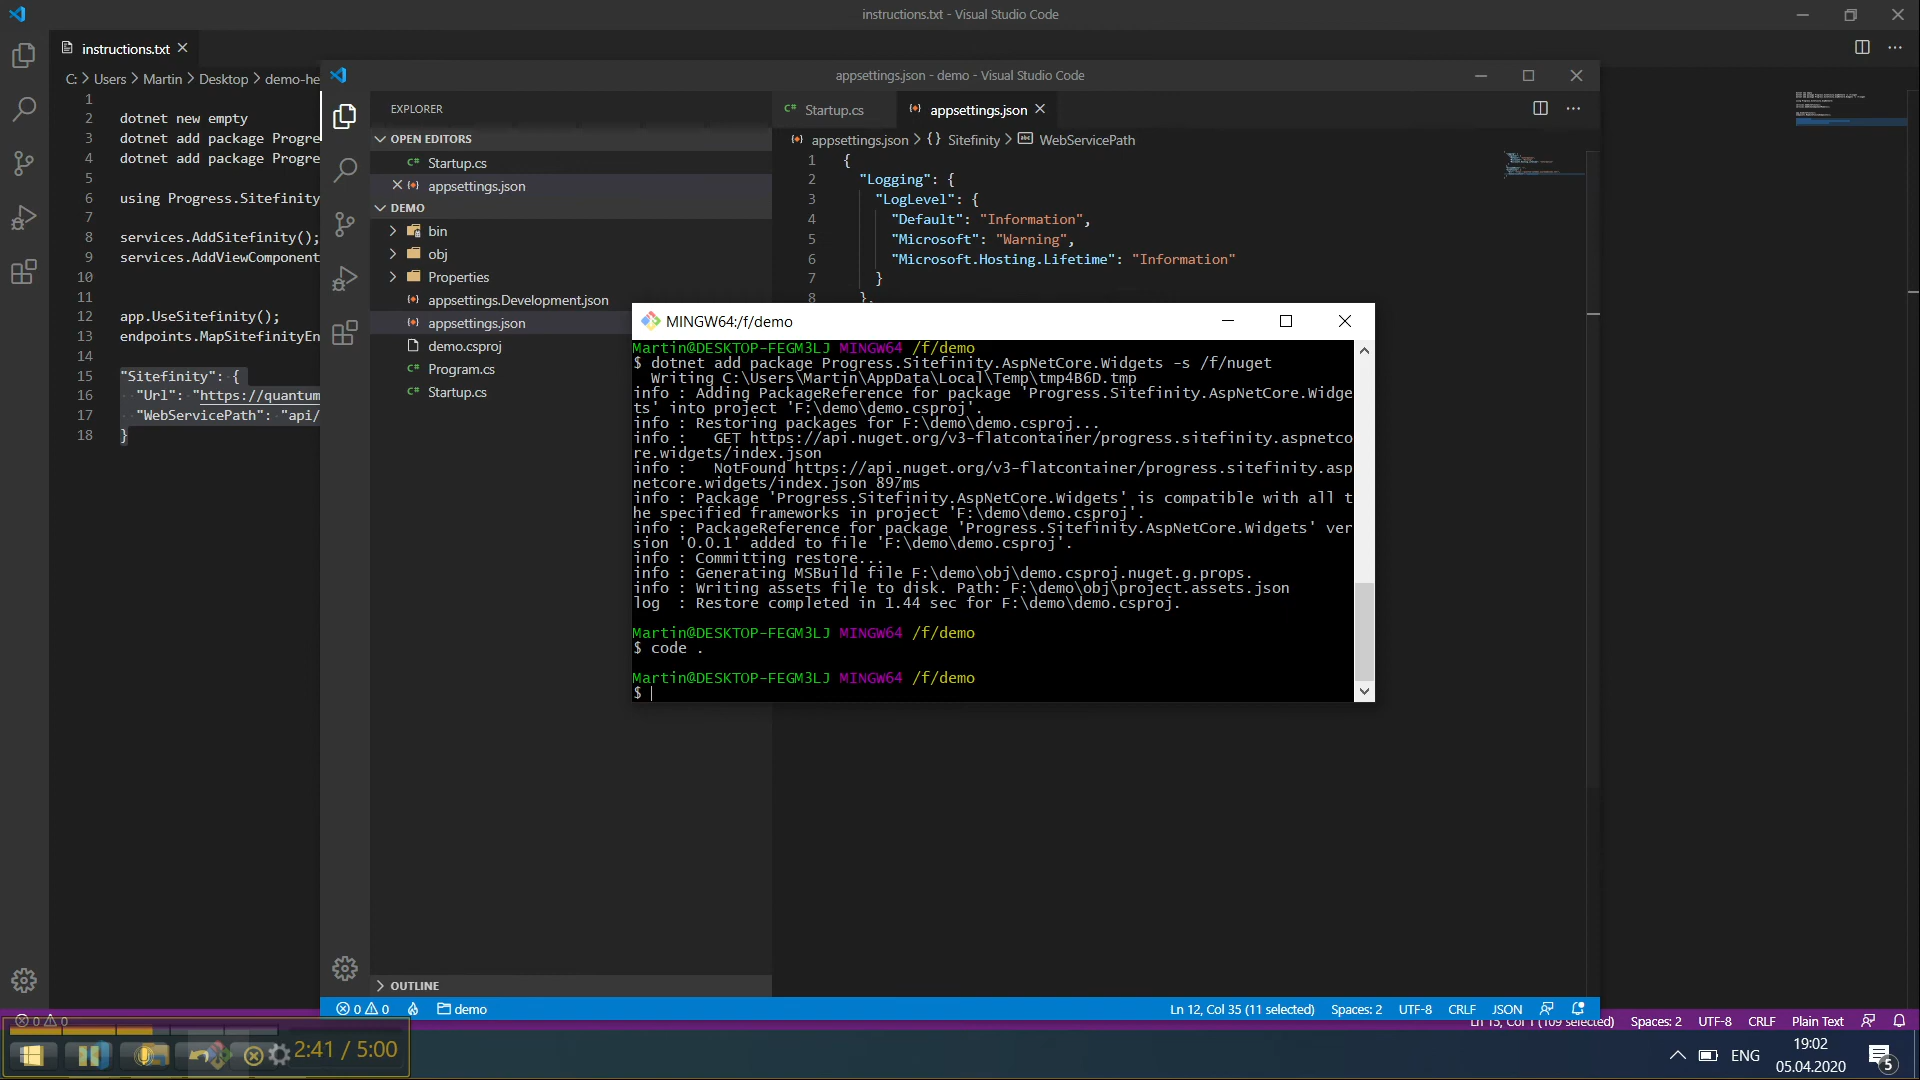 instructions.txt - Visual Studio Code
instructions.txt
C: > Users > Martin > Desktop > demo-he
1
2 dotnet new empty
3 dotnet add package Progre
4 dotnet add package Progre
5
6 using Progress.Sitefinity
7
8 services.AddSitefinity();
9 services.AddViewComponent
10
11
12 app.UseSitefinity();
13 endpoints.MapSitefinityEn
14
15 "Sitefinity": {
16 "Url": "https://quantum
17 "WebServicePath": "api/
18 }
appsettings.json - demo - Visual Studio Code
EXPLORER
OPEN EDITORS
Startup.cs
appsettings.json
DEMO
bin
obj
Properties
appsettings.Development.json
appsettings.json
demo.csproj
Program.cs
Startup.cs
OUTLINE
Startup.cs
appsettings.json
appsettings.json > {} Sitefinity > WebServicePath
1 {
2 "Logging": {
3 "LogLevel": {
4 "Default": "Information",
5 "Microsoft": "Warning",
6 "Microsoft.Hosting.Lifetime": "Information"
7 }
8 },
MINGW64:/f/demo
Martin@DESKTOP-FEGM3LJ MINGW64 /f/demo
$ dotnet add package Progress.Sitefinity.AspNetCore.Widgets -s /f/nuget
Writing C:\Users\Martin\AppData\Local\Temp\tmp4B6D.tmp
info : Adding PackageReference for package 'Progress.Sitefinity.AspNetCore.Widge
ts' into project 'F:\demo\demo.csproj'.
info : Restoring packages for F:\demo\demo.csproj...
info :   GET https://api.nuget.org/v3-flatcontainer/progress.sitefinity.aspnetco
re.widgets/index.json
info :   NotFound https://api.nuget.org/v3-flatcontainer/progress.sitefinity.asp
netcore.widgets/index.json 897ms
info : Package 'Progress.Sitefinity.AspNetCore.Widgets' is compatible with all t
he specified frameworks in project 'F:\demo\demo.csproj'.
info : PackageReference for package 'Progress.Sitefinity.AspNetCore.Widgets' ver
sion '0.0.1' added to file 'F:\demo\demo.csproj'.
info : Committing restore...
info : Generating MSBuild file F:\demo\obj\demo.csproj.nuget.g.props.
info : Writing assets file to disk. Path: F:\demo\obj\project.assets.json
log  : Restore completed in 1.44 sec for F:\demo\demo.csproj.
Martin@DESKTOP-FEGM3LJ MINGW64 /f/demo
$ code .
Martin@DESKTOP-FEGM3LJ MINGW64 /f/demo
$
0 0 demo
Ln 12, Col 35 (11 selected) Spaces: 2 UTF-8 CRLF JSON
0 0
Ln 15, Col 1 (109 selected) Spaces: 2 UTF-8 CRLF Plain Text
2:41 / 5:00
ENG
19:02
05.04.2020
5